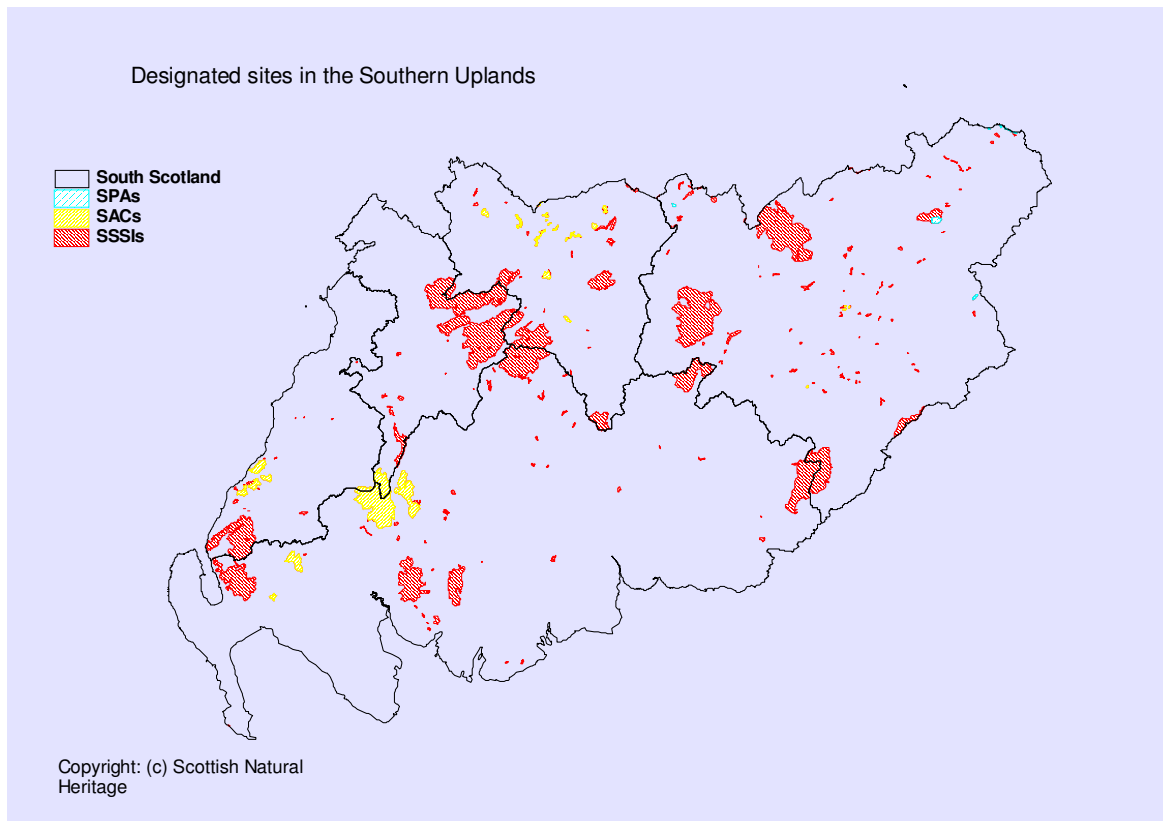 Designated sites in the Southern Uplands
South Scotland
SPAs
SACs
SSSIs
Copyright: (c) Scottish Natural
Heritage